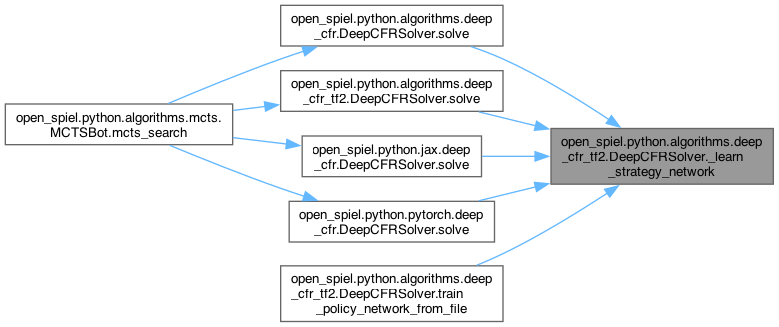 open_spiel.python.algorithms.deep
_cfr.DeepCFRSolver.solve
open_spiel.python.algorithms.deep
_cfr_tf2.DeepCFRSolver.solve
open_spiel.python.algorithms.mcts.
MCTSBot.mcts_search
open_spiel.python.jax.deep
_cfr.DeepCFRSolver.solve
open_spiel.python.algorithms.deep
_cfr_tf2.DeepCFRSolver._learn
_strategy_network
open_spiel.python.pytorch.deep
_cfr.DeepCFRSolver.solve
open_spiel.python.algorithms.deep
_cfr_tf2.DeepCFRSolver.train
_policy_network_from_file